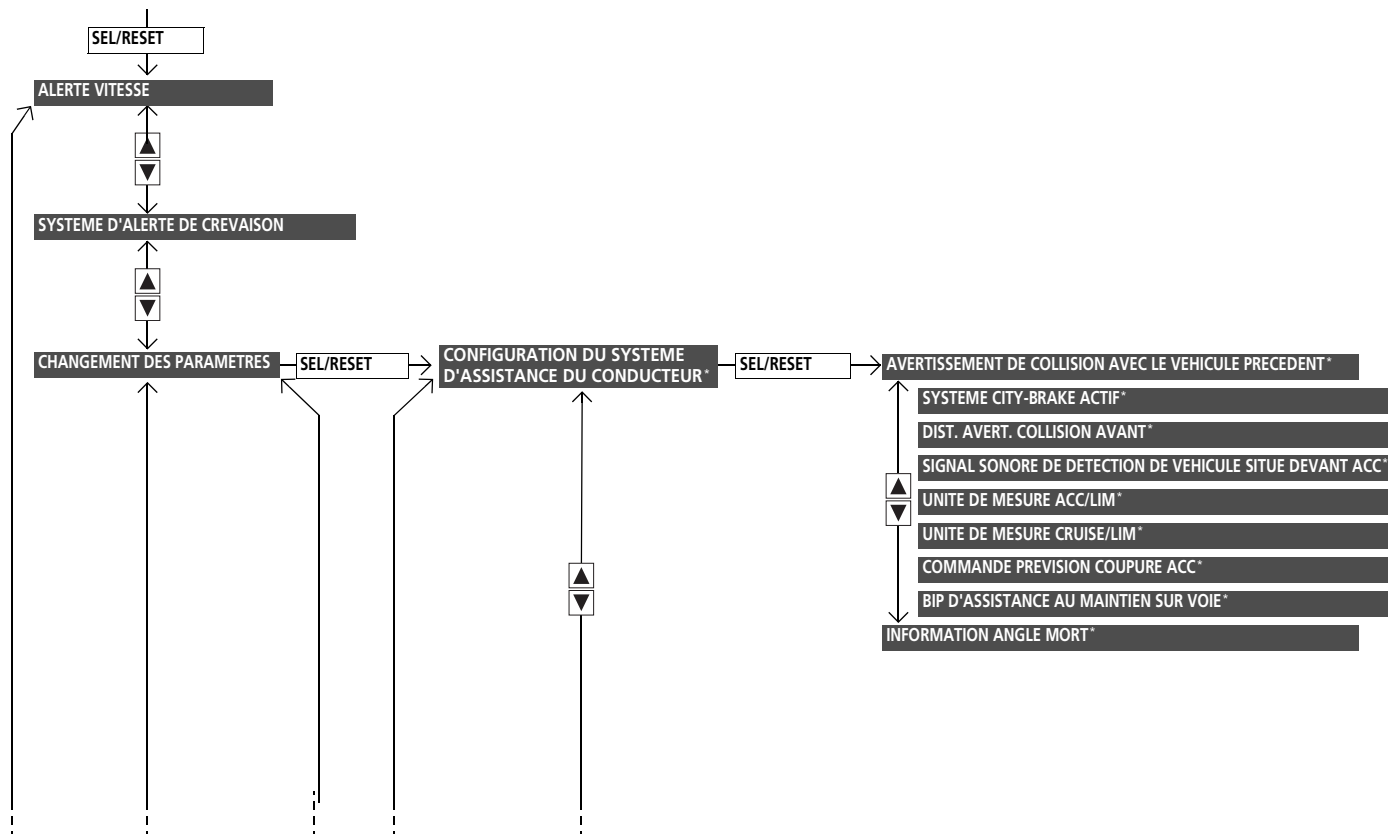 SEL/RESET
ALERTE VITESSE
▲
▼
SYSTEME D'ALERTE DE CREVAISON
▲
▼
CHANGEMENT DES PARAMETRES
SEL/RESET
CONFIGURATION DU SYSTEME
D'ASSISTANCE DU CONDUCTEUR*
SEL/RESET
AVERTISSEMENT DE COLLISION AVEC LE VEHICULE PRECEDENT*
SYSTEME CITY-BRAKE ACTIF*
DIST. AVERT. COLLISION AVANT*
SIGNAL SONORE DE DETECTION DE VEHICULE SITUE DEVANT ACC*
▲
▼
UNITE DE MESURE ACC/LIM*
UNITE DE MESURE CRUISE/LIM*
COMMANDE PREVISION COUPURE ACC*
BIP D'ASSISTANCE AU MAINTIEN SUR VOIE*
INFORMATION ANGLE MORT*
▲
▼